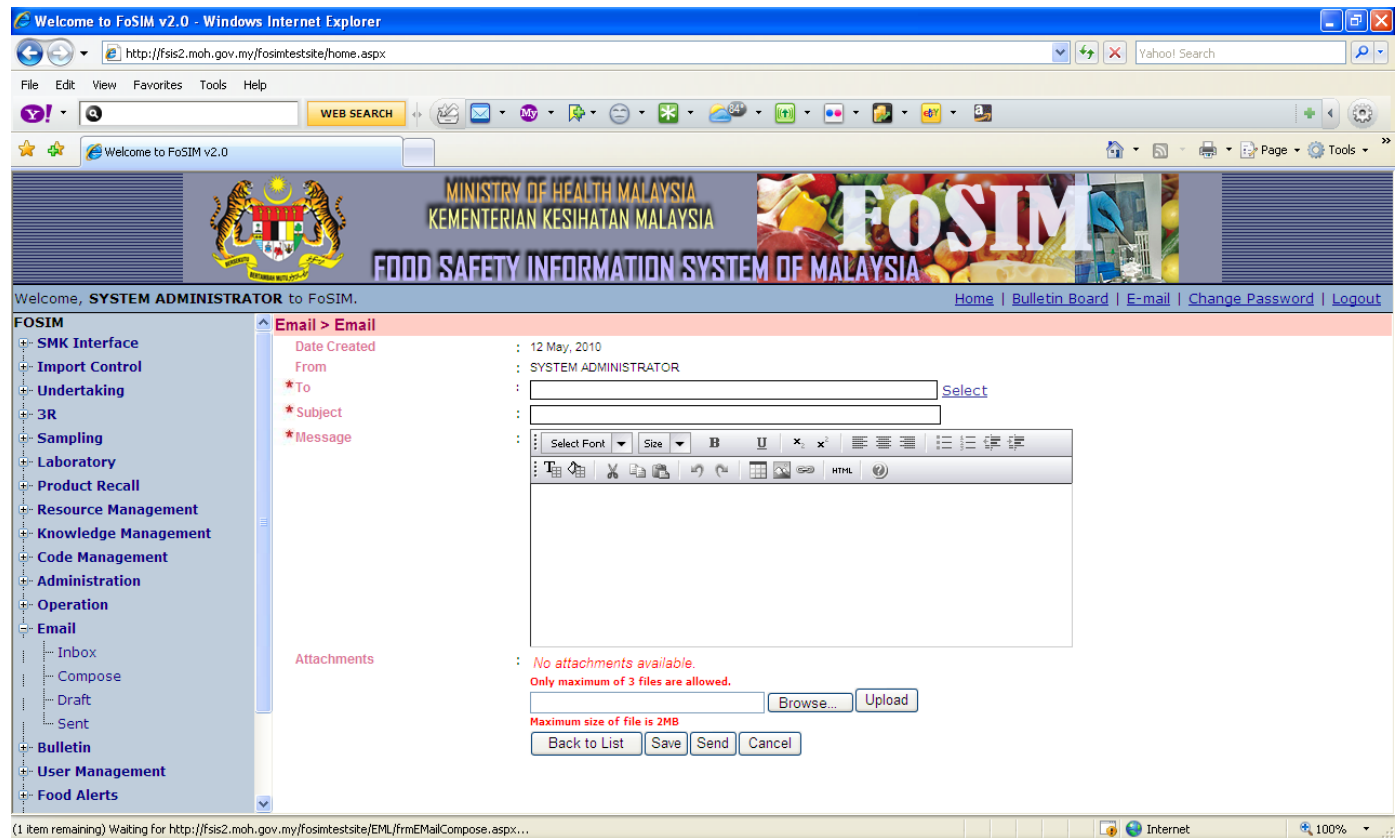 Welcome to FoSIM v2.0 - Windows Internet Explorer
http://fsis2.moh.gov.my/fosimtestsite/home.aspx
Yahoo! Search
File Edit View Favorites Tools Help
Y! WEB SEARCH
Welcome to FoSIM v2.0
Page Tools
MINISTRY OF HEALTH MALAYSIA
KEMENTERIAN KESIHATAN MALAYSIA
FoSIM
FOOD SAFETY INFORMATION SYSTEM OF MALAYSIA
Welcome, SYSTEM ADMINISTRATOR to FoSIM.
Home | Bulletin Board | E-mail | Change Password | Logout
FOSIM
SMK Interface
Import Control
Undertaking
3R
Sampling
Laboratory
Product Recall
Resource Management
Knowledge Management
Code Management
Administration
Operation
Email
Inbox
Compose
Draft
Sent
Bulletin
User Management
Food Alerts
Email > Email
Date Created : 12 May, 2010
From : SYSTEM ADMINISTRATOR
*To : Select
*Subject :
*Message :
Select Font Size B U x₂ x²
HTML
Attachments : No attachments available.
Only maximum of 3 files are allowed.
Browse... Upload
Maximum size of file is 2MB
Back to List Save Send Cancel
(1 item remaining) Waiting for http://fsis2.moh.gov.my/fosimtestsite/EML/frmEMailCompose.aspx...
Internet 100%